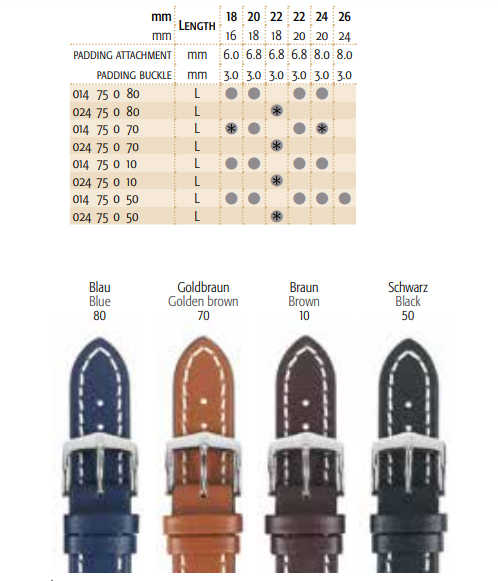 mm LENGTH 18 20 22 22 24 26
mm 16 18 18 20 20 24
PADDING ATTACHMENT mm 6.0 6.8 6.8 6.8 8.0 8.0
PADDING BUCKLE mm 3.0 3.0 3.0 3.0 3.0 3.0
014 75 0 80 L
024 75 0 80 L *
014 75 0 70 L * *
024 75 0 70 L *
014 75 0 10 L
024 75 0 10 L *
014 75 0 50 L
024 75 0 50 L *
Blau Goldbraun Braun Schwarz
Blue Golden brown Brown Black
80 70 10 50